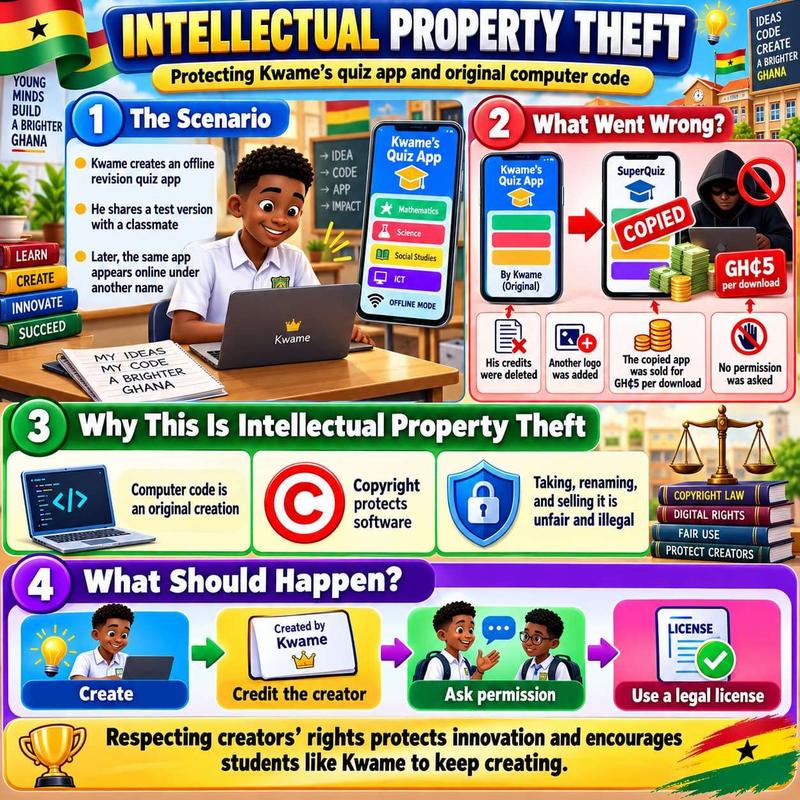 INTELLECTUAL PROPERTY THEFT
Protecting Kwame's quiz app and original computer code
YOUNG
MINDS
BUILD
A BRIGHTER
GHANA
IDEAS
CODE
CREATE
A BRIGHTER
GHANA
1 The Scenario
Kwame creates an offline
revision quiz app
He shares a test version
with a classmate
Later, the same app
appears online under
another name
→ IDEA
→ CODE
→ APP
→ IMPACT
Kwame's
Quiz App
Mathematics
Science
Social Studies
ICT
OFFLINE MODE
LEARN
CREATE
INNOVATE
SUCCEED
MY IDEAS
MY CODE
A BRIGHTER
GHANA
Kwame
2 What Went Wrong?
Kwame's
Quiz App
By Kwame
(Original)
SuperQuiz
COPIED
GH₵5
per download
His credits
were deleted
Another logo
was added
The copied app
was sold for
GH₵5 per download
No permission
was asked
3 Why This Is Intellectual Property Theft
</>
Computer code is
an original creation
C
Copyright
protects
software
Taking, renaming,
and selling it is
unfair and illegal
COPYRIGHT LAW
DIGITAL RIGHTS
FAIR USE
PROTECT CREATORS
4 What Should Happen?
Create
Created by
Kwame
Credit the creator
Ask permission
LICENSE
Use a legal license
Respecting creators' rights protects innovation and encourages
students like Kwame to keep creating.